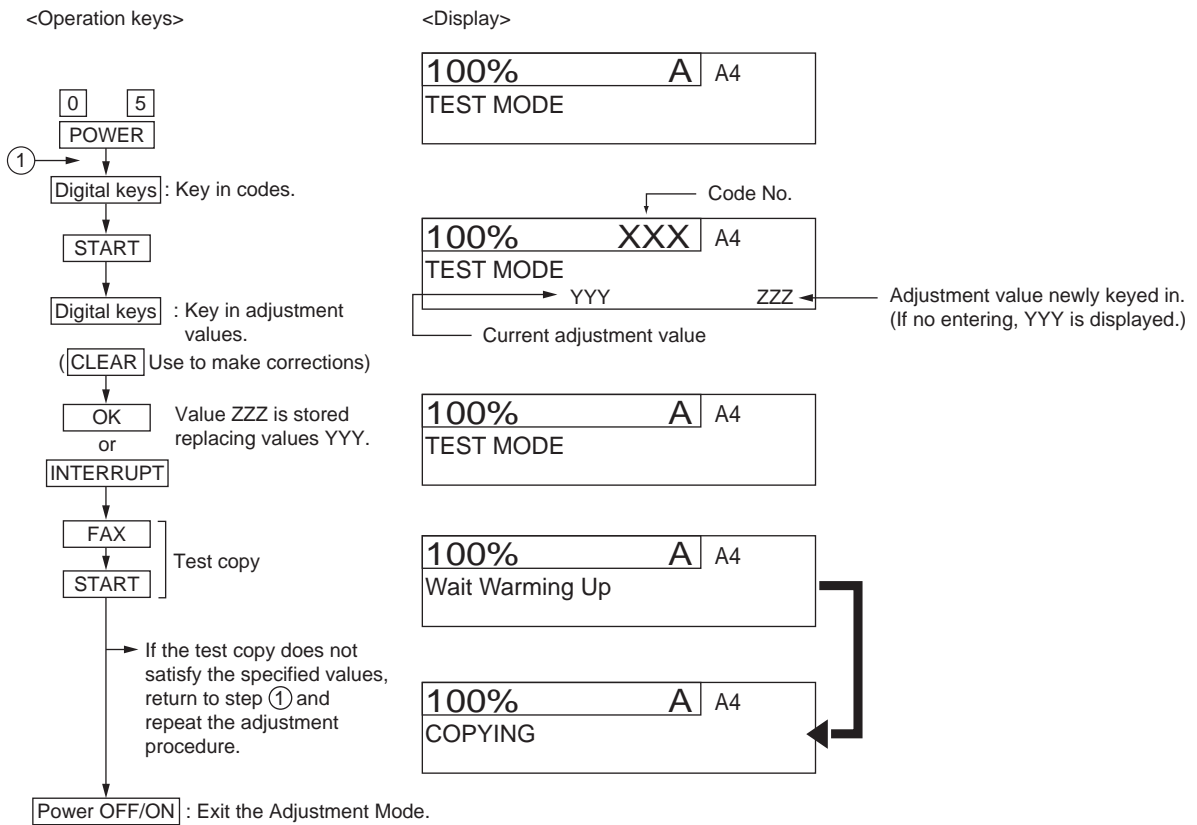 <Operation keys>
<Display>
100% A A4
TEST MODE
0 5
POWER
①
Digital keys : Key in codes.
Code No.
START
100% XXX A4
TEST MODE
YYY ZZZ
Adjustment value newly keyed in.
(If no entering, YYY is displayed.)
Current adjustment value
Digital keys : Key in adjustment
values.
(CLEAR Use to make corrections)
OK
or
INTERRUPT
Value ZZZ is stored
replacing values YYY.
100% A A4
TEST MODE
FAX
START
Test copy
100% A A4
Wait Warming Up
If the test copy does not
satisfy the specified values,
return to step ① and
repeat the adjustment
procedure.
100% A A4
COPYING
Power OFF/ON : Exit the Adjustment Mode.